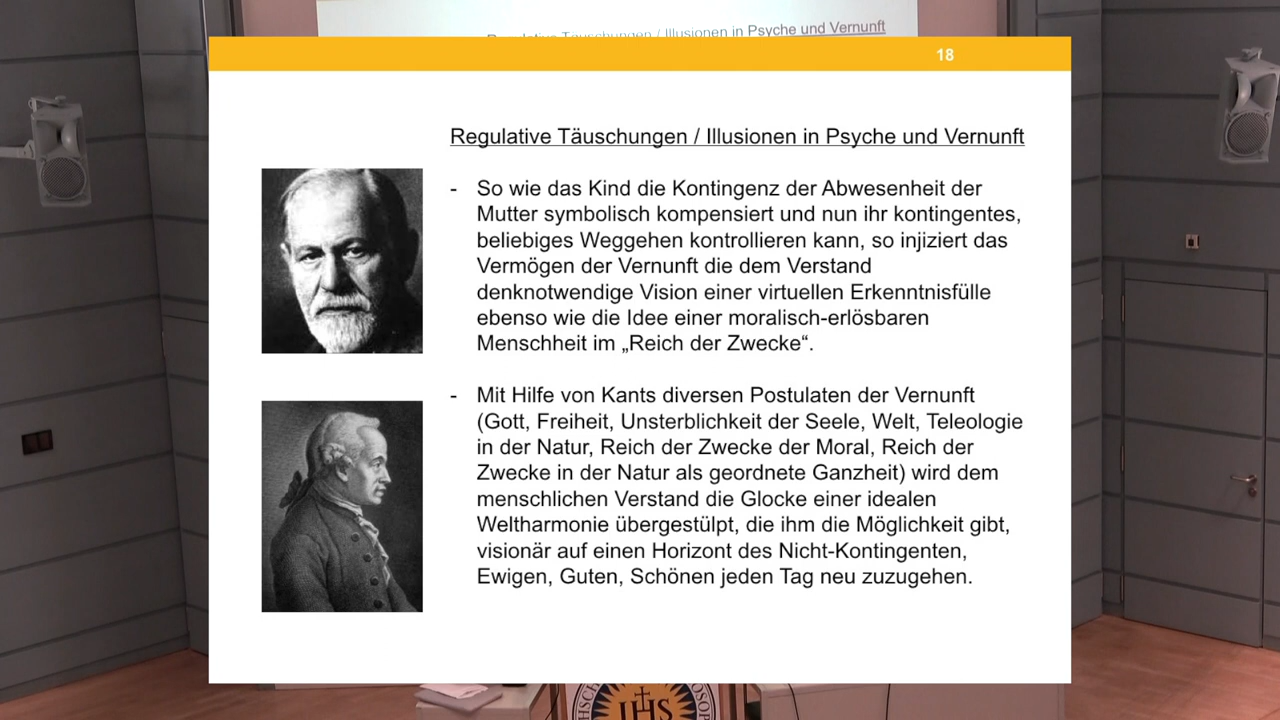 Illusionen in Psyche und Vernunft
18
Regulative Täuschungen / Illusionen in Psyche und Vernunft
- So wie das Kind die Kontingenz der Abwesenheit der
Mutter symbolisch kompensiert und nun ihr kontingentes,
beliebiges Weggehen kontrollieren kann, so injiziert das
Vermögen der Vernunft die dem Verstand
denknotwendige Vision einer virtuellen Erkenntnisfülle
ebenso wie die Idee einer moralisch-erlösbaren
Menschheit im „Reich der Zwecke“.
- Mit Hilfe von Kants diversen Postulaten der Vernunft
(Gott, Freiheit, Unsterblichkeit der Seele, Welt, Teleologie
in der Natur, Reich der Zwecke der Moral, Reich der
Zwecke in der Natur als geordnete Ganzheit) wird dem
menschlichen Verstand die Glocke einer idealen
Weltharmonie übergestülpt, die ihm die Möglichkeit gibt,
visionär auf einen Horizont des Nicht-Kontingenten,
Ewigen, Guten, Schönen jeden Tag neu zuzugehen.
IHS